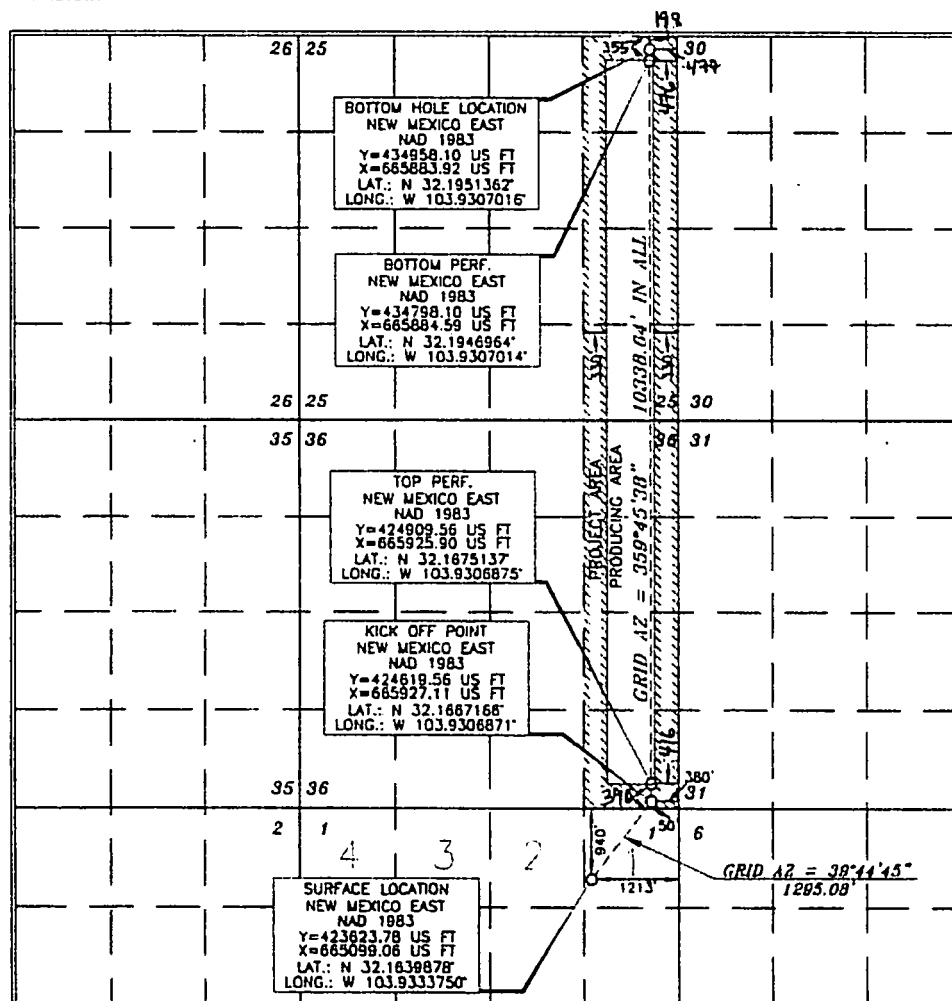 198
26 25
355
30
477
476
BOTTOM HOLE LOCATION
NEW MEXICO EAST
NAD 1983
Y=434958.10 US FT
X=665883.92 US FT
LAT.: N 32.1951362°
LONG.: W 103.9307016°
BOTTOM PERF.
NEW MEXICO EAST
NAD 1983
Y=434798.10 US FT
X=665884.59 US FT
LAT.: N 32.1946964°
LONG.: W 103.9307014°
10338.64' IN ALL
330'
330'
26 25
25 30
35 36
36 31
TOP PERF.
NEW MEXICO EAST
NAD 1983
Y=424909.56 US FT
X=665925.90 US FT
LAT.: N 32.1675137°
LONG.: W 103.9306875°
PROJECT AREA
PRODUCING AREA
GRID AZ = 359°45'38"
KICK OFF POINT
NEW MEXICO EAST
NAD 1983
Y=424619.56 US FT
X=665927.11 US FT
LAT.: N 32.1667166°
LONG.: W 103.9306871°
416
380'
35 36
31
50'
2 1
1 6
4 3 2
940'
1213'
GRID AZ = 39°44'45"
1295.08'
SURFACE LOCATION
NEW MEXICO EAST
NAD 1983
Y=423623.78 US FT
X=665099.06 US FT
LAT.: N 32.1639878°
LONG.: W 103.9333750°